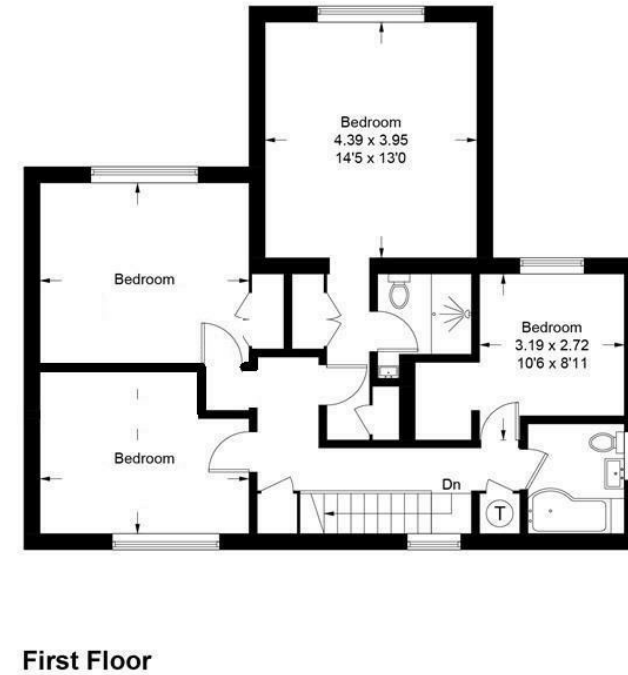 Bedroom
4.39 x 3.95
14'5 x 13'0
Bedroom
Bedroom
3.19 x 2.72
10'6 x 8'11
Bedroom
Dn
T
First Floor